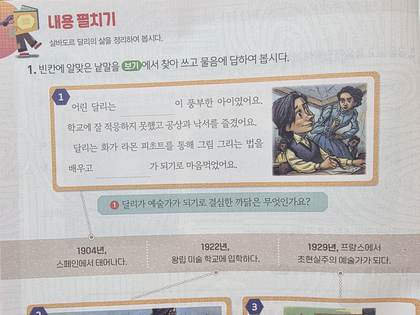 내용 펼치기
살바도르 달리의 삶을 정리하여 봅시다.
1. 빈칸에 알맞은 낱말을 보기 에서 찾아 쓰고 물음에 답하여 봅시다.
1
어린 달리는 이 풍부한 아이였어요.
학교에 잘 적응하지 못했고 공상과 낙서를 즐겼어요.
달리는 화가 라몬 피초트를 통해 그림 그리는 법을
배우고 가 되기로 마음먹었어요.
1 달리가 예술가가 되기로 결심한 까닭은 무엇인가요?
1904년, 스페인에서 태어나다.
1922년, 왕립 미술 학교에 입학하다.
1929년, 프랑스에서 초현실주의 예술가가 되다.
2
3